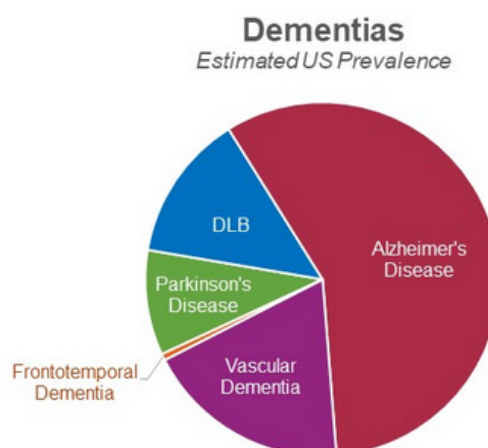 Dementias
Estimated US Prevalence
DLB
Alzheimer's
Disease
Parkinson's
Disease
Frontotemporal
Dementia
Vascular
Dementia